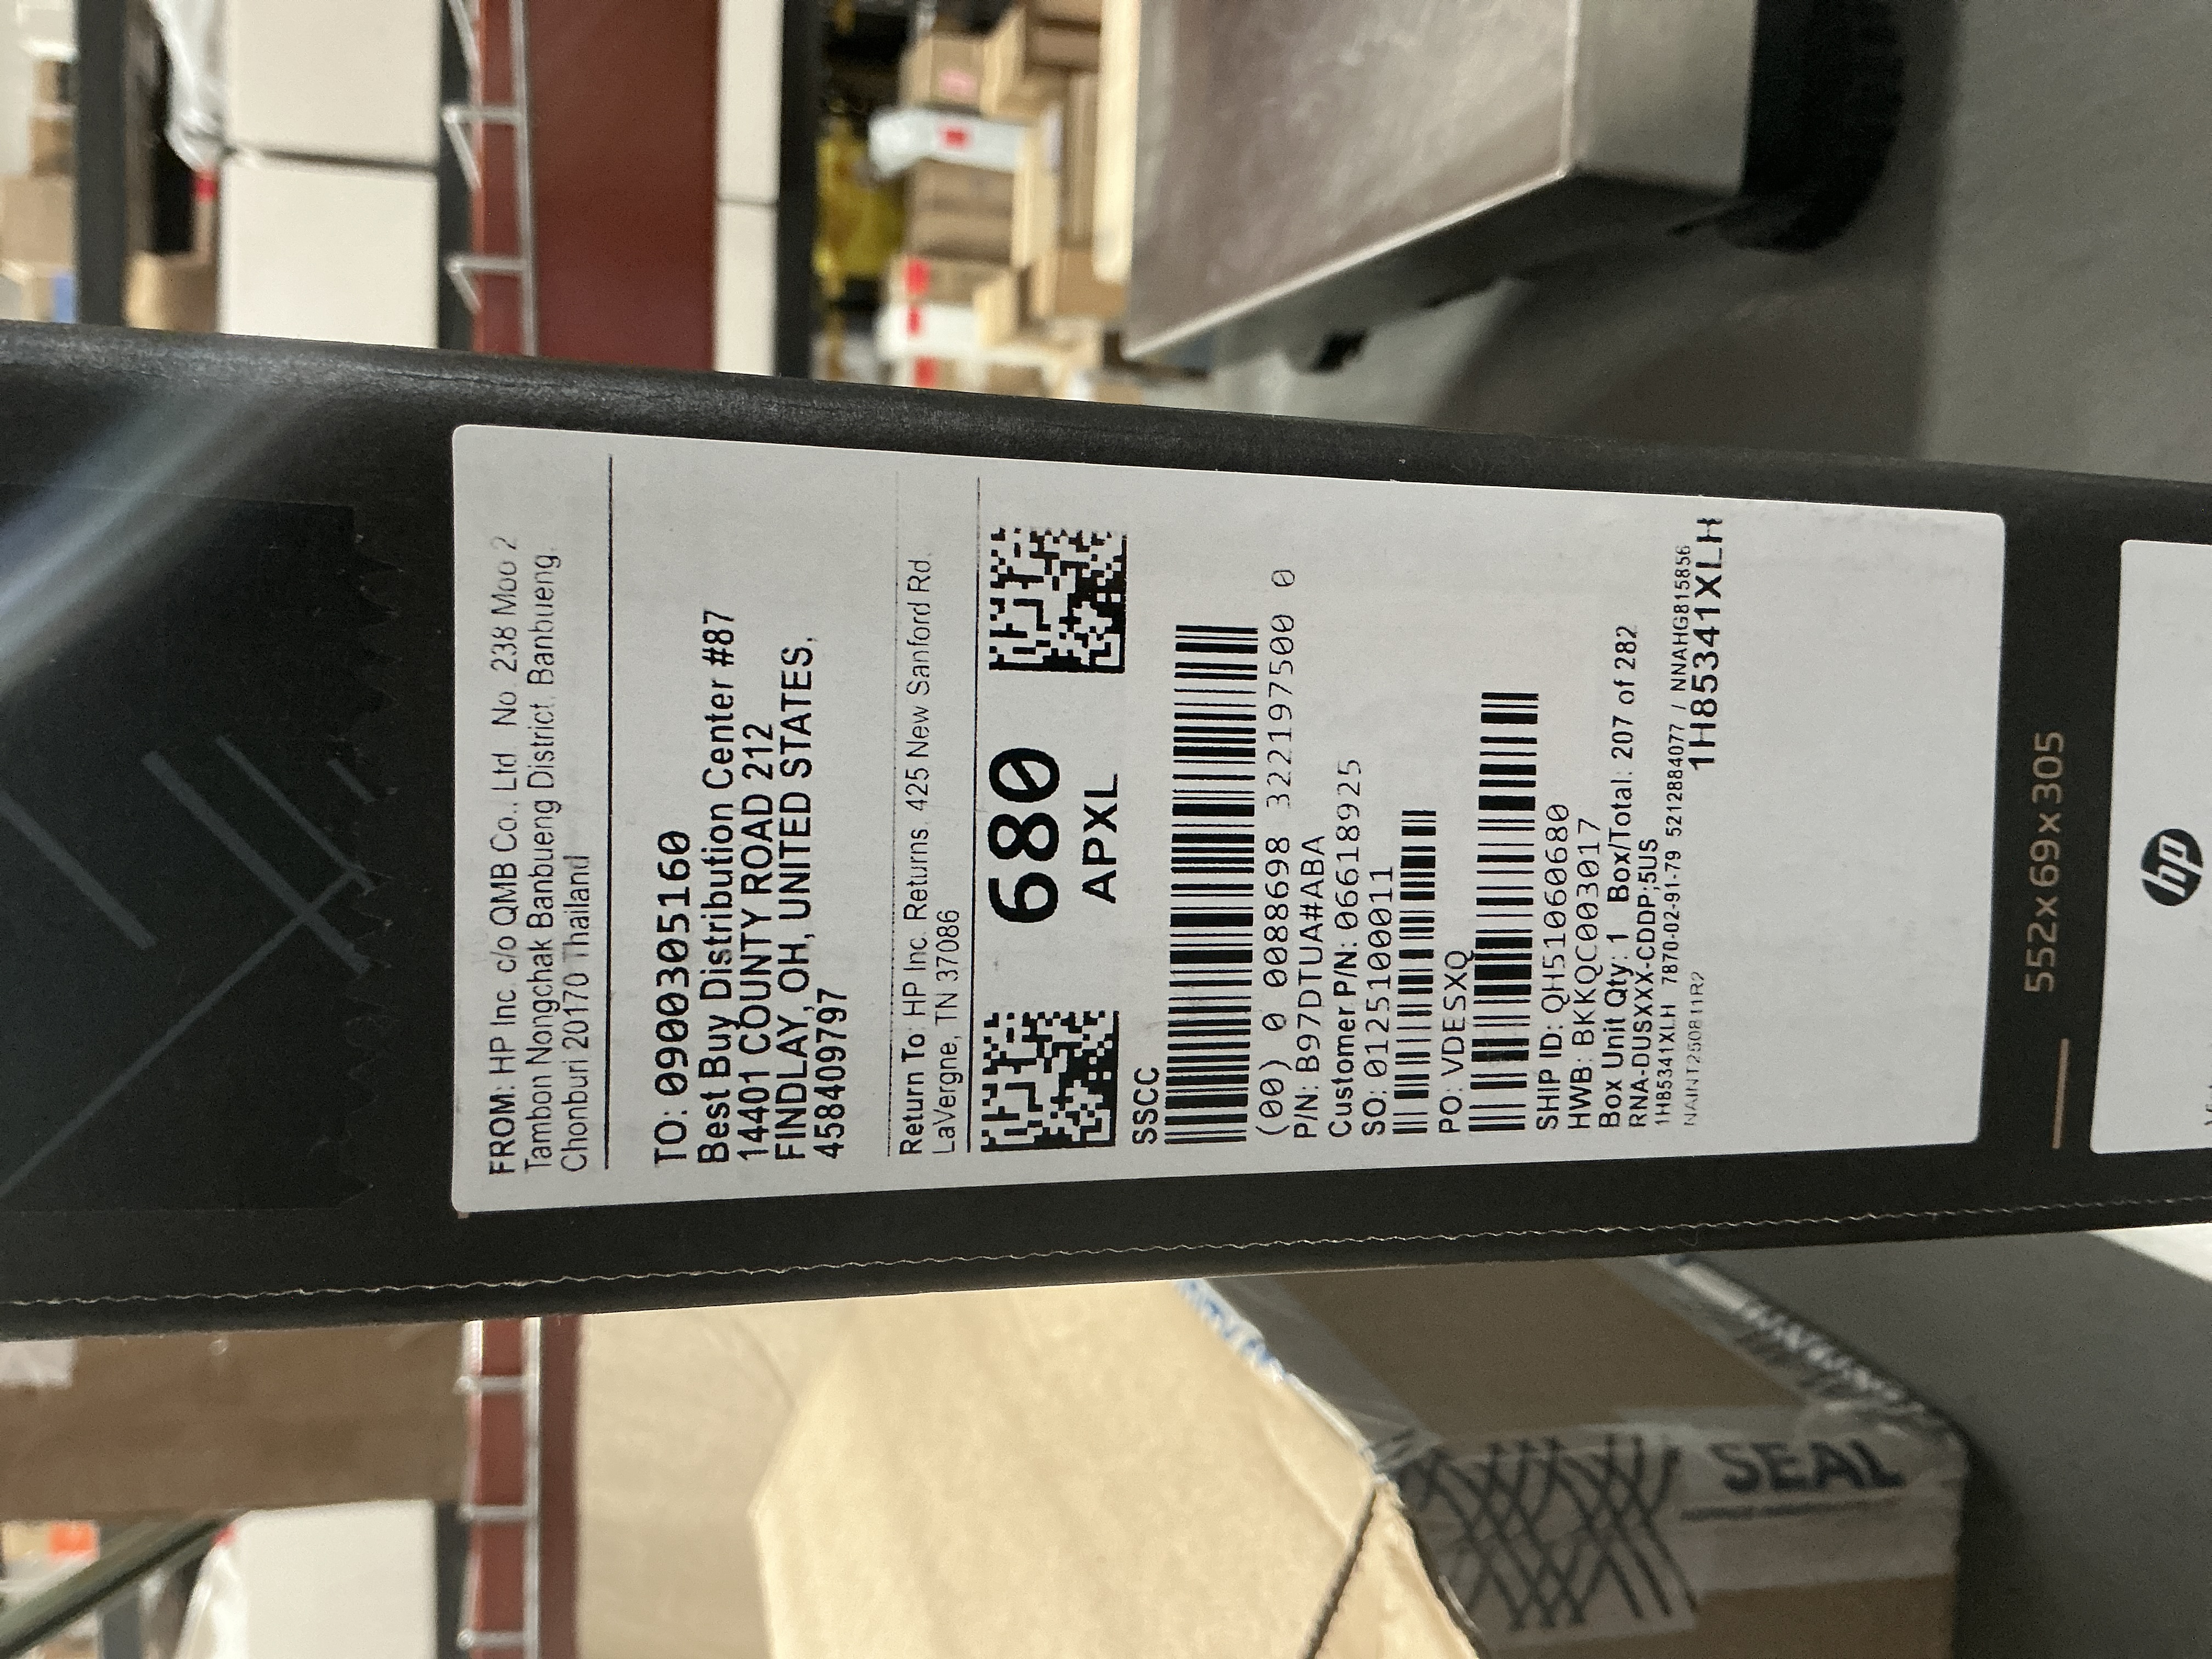 FROM: HP Inc. c/o QMB Co., Ltd No. 238 Moo 2
Tambon Nongchak Banbueng District, Banbueng,
Chonburi 20170 Thailand
TO: 0900305160
Best Buy Distribution Center #87
14401 COUNTY ROAD 212
FINDLAY, OH, UNITED STATES,
458409797
Return To: HP Inc. Returns, 425 New Sanford Rd,
LaVergne, TN 37086
680
APXL
SSCC
(00) 0 0088698 322197500 0
P/N: B97DTUA#ABA
Customer P/N: 06618925
SO: 0125100011
PO: VDESXQ
SHIP ID: QH51060680
HWB: BKKQC003017
Box Unit Qty: 1 Box/Total: 207 of 282
RNA-DUSXXX-CDDP;5US
1H85341XLH 7870-02-91-79 52128884077 / NNAHG815856
NAINT250811R2 1H85341XLH
552x69x305
hp
SEAL